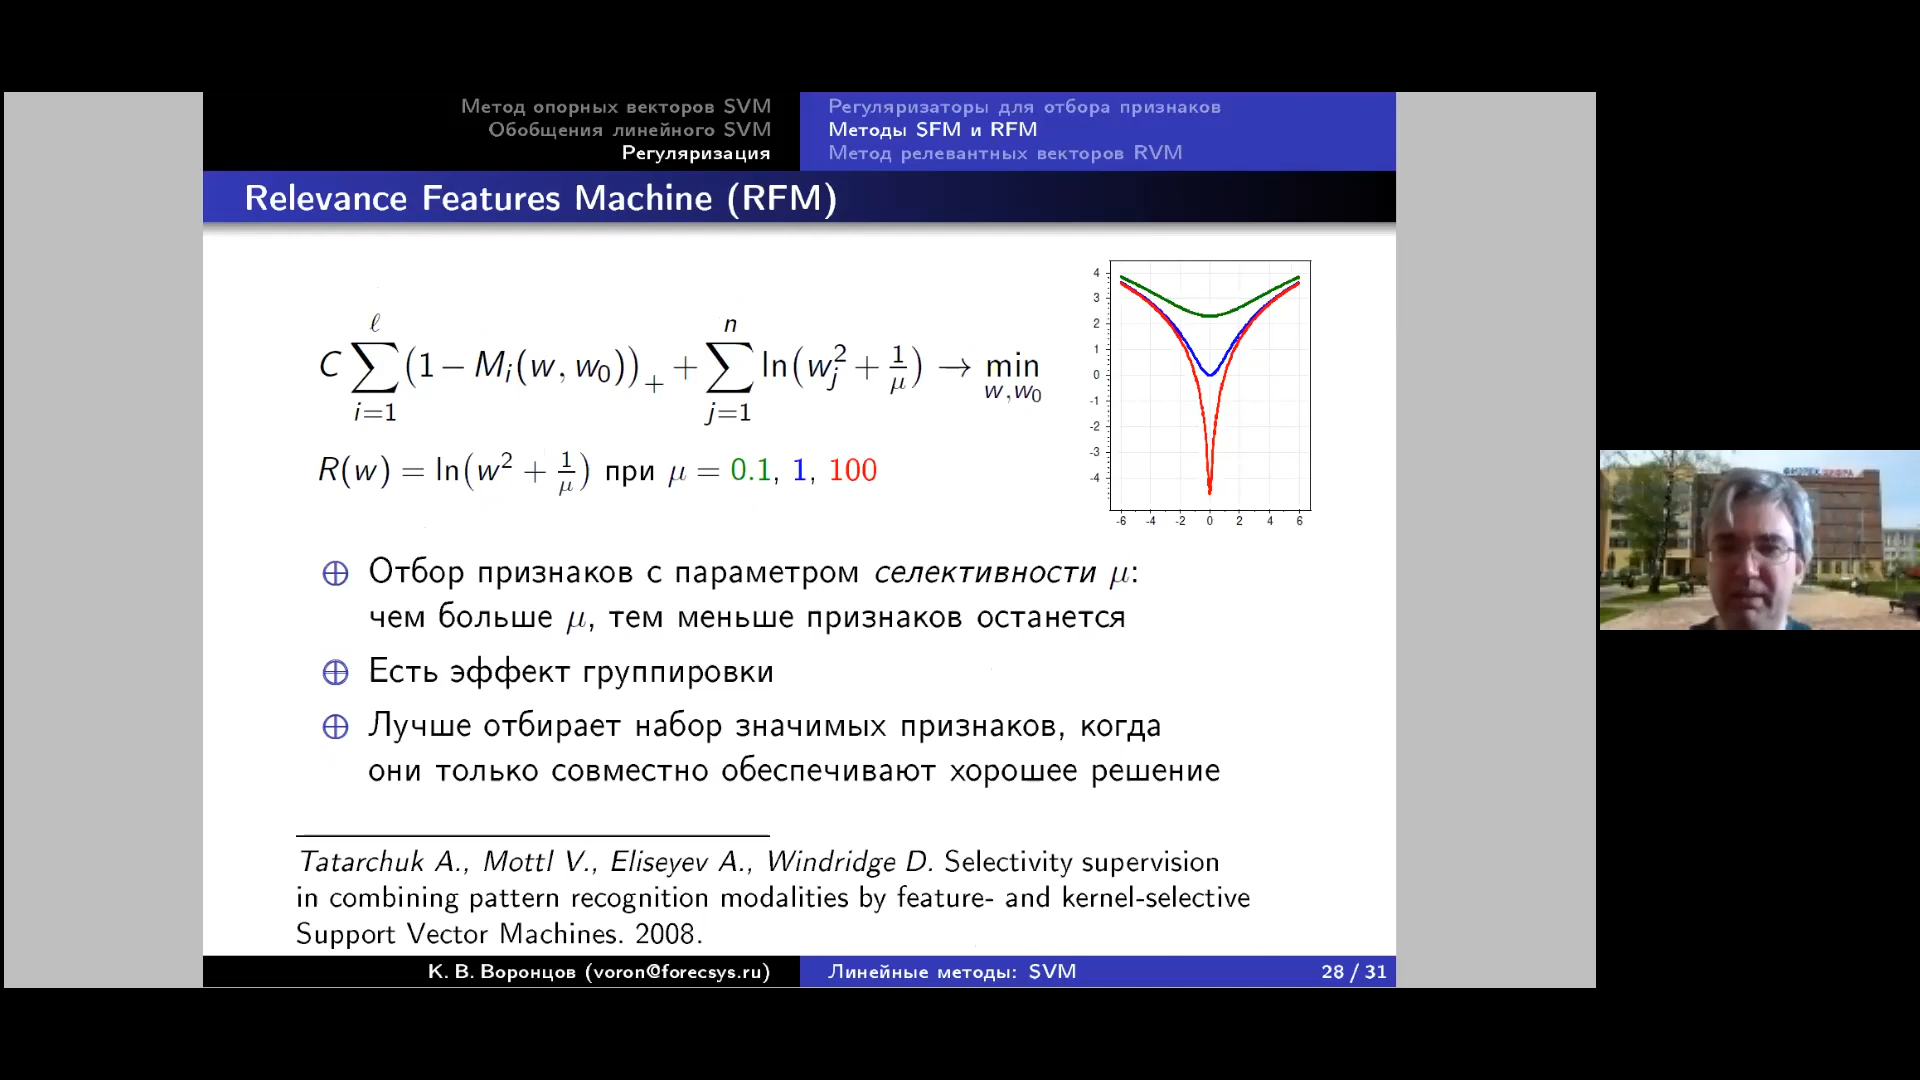 Метод опорных векторов SVM
Обобщения линейного SVM
Регуляризация
Регуляризаторы для отбора признаков
Методы SFM и RFM
Метод релевантных векторов RVM
Relevance Features Machine (RFM)
C ∑_{i=1}^{ℓ} (1 − M_i(w, w_0))_+ + ∑_{j=1}^{n} ln(w_j^2 + 1/μ) → min_{w,w_0}
R(w) = ln(w^2 + 1/μ) при μ = 0.1, 1, 100
4
3
2
1
0
-1
-2
-3
-4
-6 -4 -2 0 2 4 6
⊕ Отбор признаков с параметром селективности μ:
чем больше μ, тем меньше признаков останется
⊕ Есть эффект группировки
⊕ Лучше отбирает набор значимых признаков, когда
они только совместно обеспечивают хорошее решение
Tatarchuk A., Mottl V., Eliseyev A., Windridge D. Selectivity supervision
in combining pattern recognition modalities by feature- and kernel-selective
Support Vector Machines. 2008.
К. В. Воронцов (voron@forecsys.ru)
Линейные методы: SVM
28 / 31